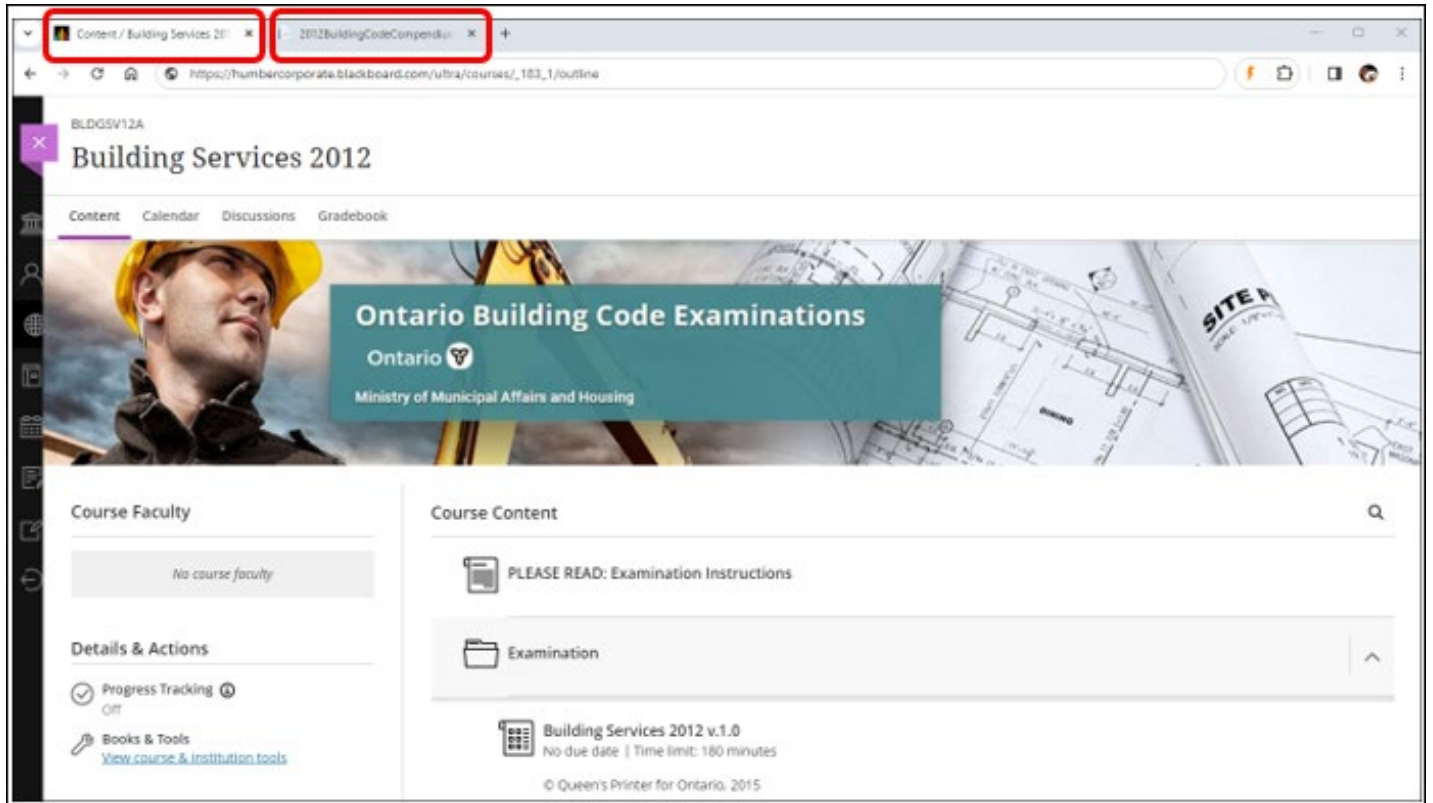 Content / Building Services 201
2012BuildingCodeCompendiu
https://humbercorporate.blackboard.com/ultra/courses/_183_1/outline
BLDGSV12A
Building Services 2012
Content Calendar Discussions Gradebook
Ontario Building Code Examinations
Ontario
Ministry of Municipal Affairs and Housing
SITE
DINING
Course Faculty
No course faculty
Details & Actions
Progress Tracking
Off
Books & Tools
View course & institution tools
Course Content
PLEASE READ: Examination Instructions
Examination
Building Services 2012 v.1.0
No due date | Time limit: 180 minutes
© Queen's Printer for Ontario, 2015